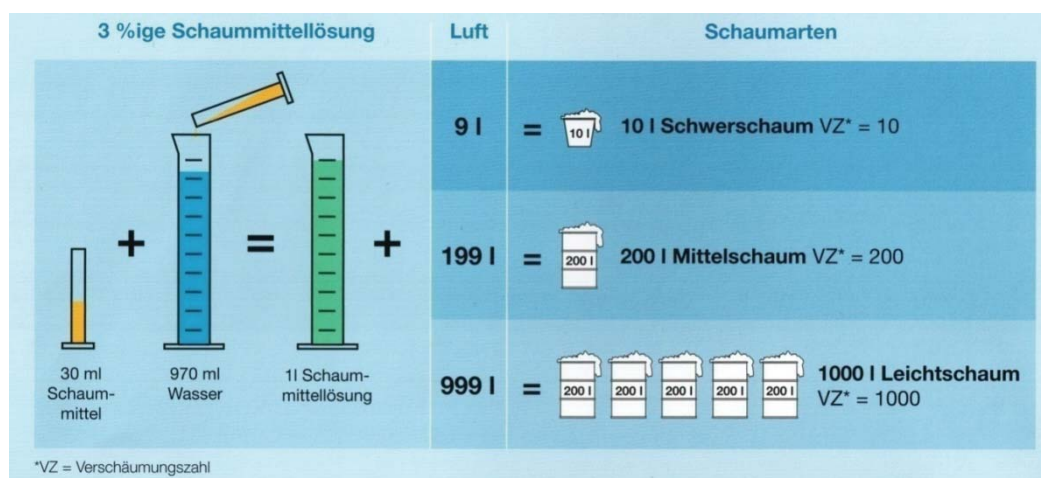 3 %ige Schaummittellösung
Luft
Schaumarten
9 l
=
10 l
10 l Schwerschaum VZ* = 10
+
=
+
199 l
=
200 l
200 l Mittelschaum VZ* = 200
30 ml
Schaum-
mittel
970 ml
Wasser
1l Schaum-
mittellösung
999 l
=
200 l
200 l
200 l
200 l
200 l
1000 l Leichtschaum
VZ* = 1000
*VZ = Verschäumungszahl